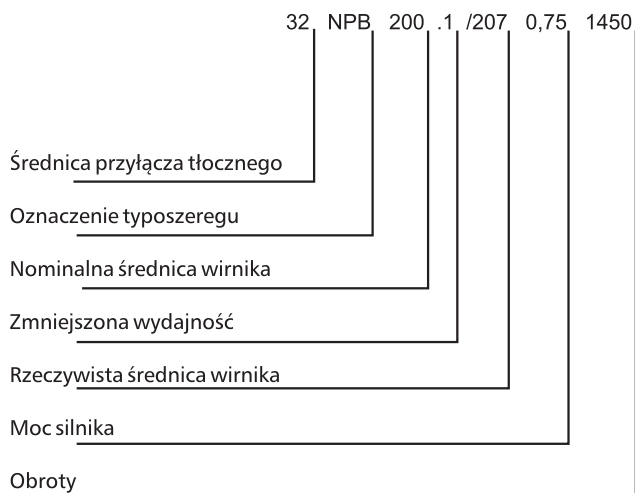 32 NPB 200 .1 /207 0,75 1450
Średnica przyłącza tłocznego
Oznaczenie typoszeregu
Nominalna średnica wirnika
Zmniejszona wydajność
Rzeczywista średnica wirnika
Moc silnika
Obroty